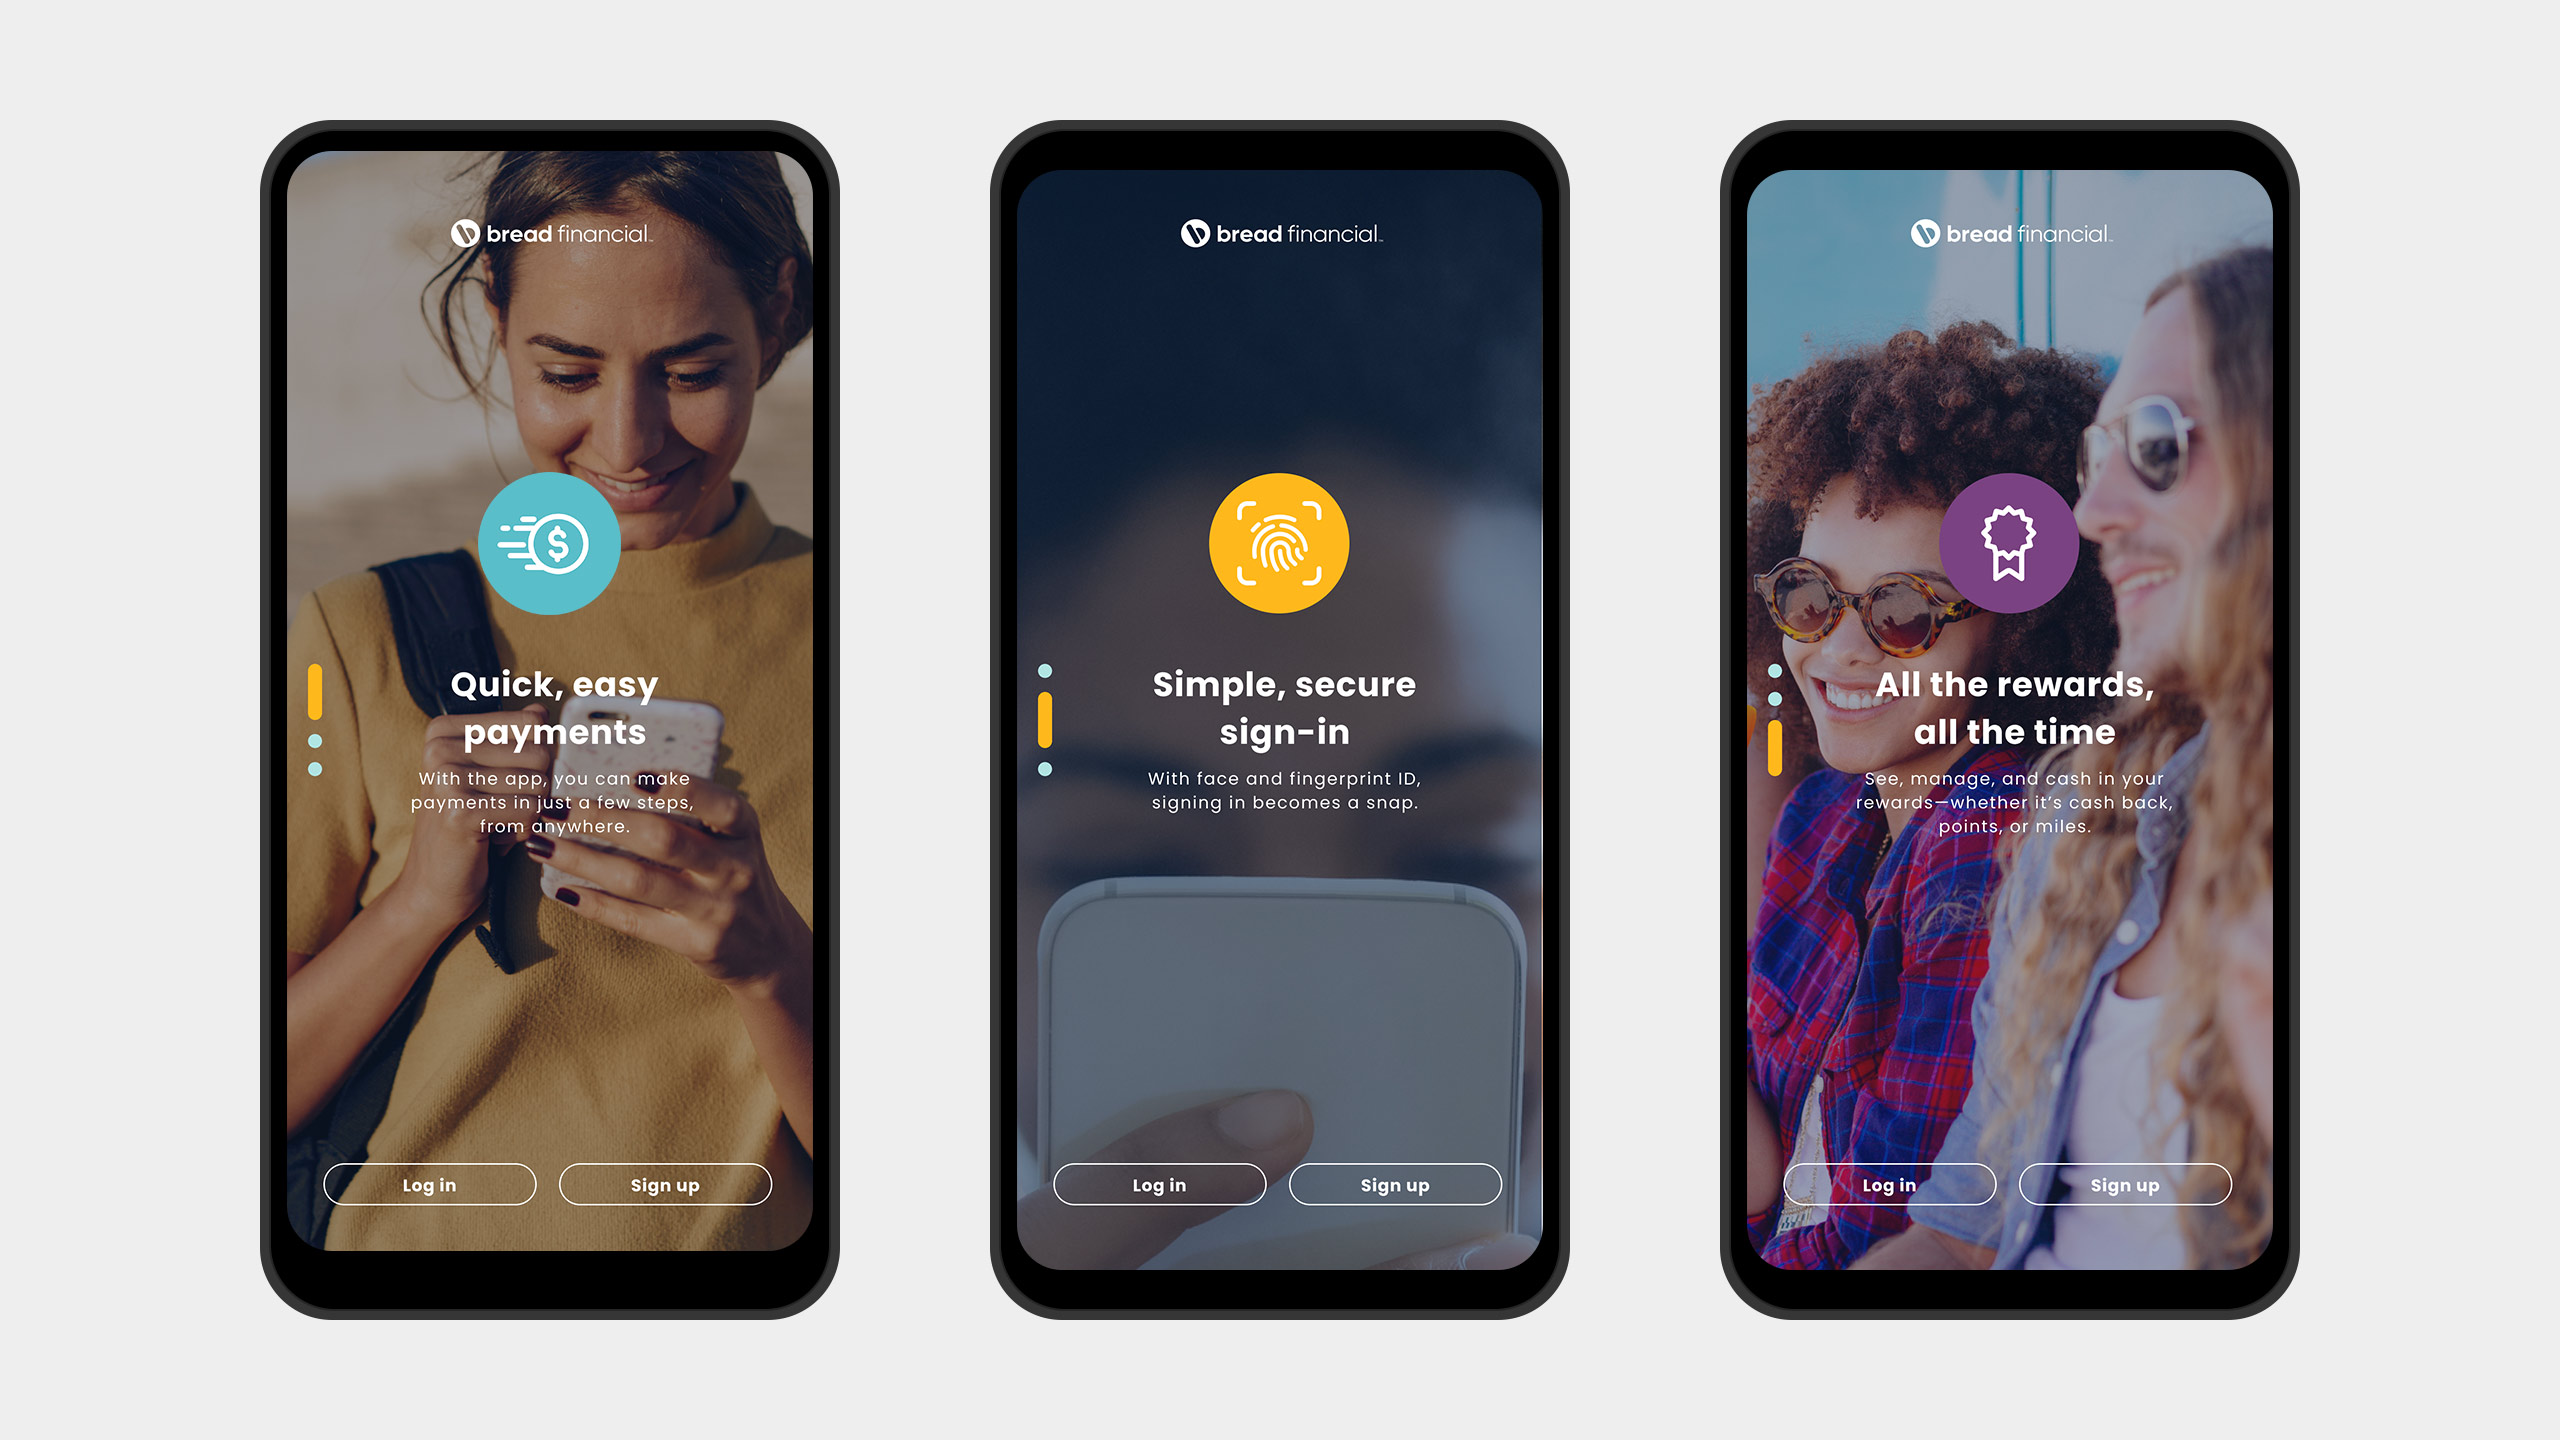 bread financial
Quick, easy
payments
With the app, you can make
payments in just a few steps,
from anywhere.
Log in
Sign up
bread financial
Simple, secure
sign-in
With face and fingerprint ID,
signing in becomes a snap.
Log in
Sign up
bread financial
All the rewards,
all the time
See, manage, and cash in your
rewards—whether it’s cash back,
points, or miles.
Log in
Sign up